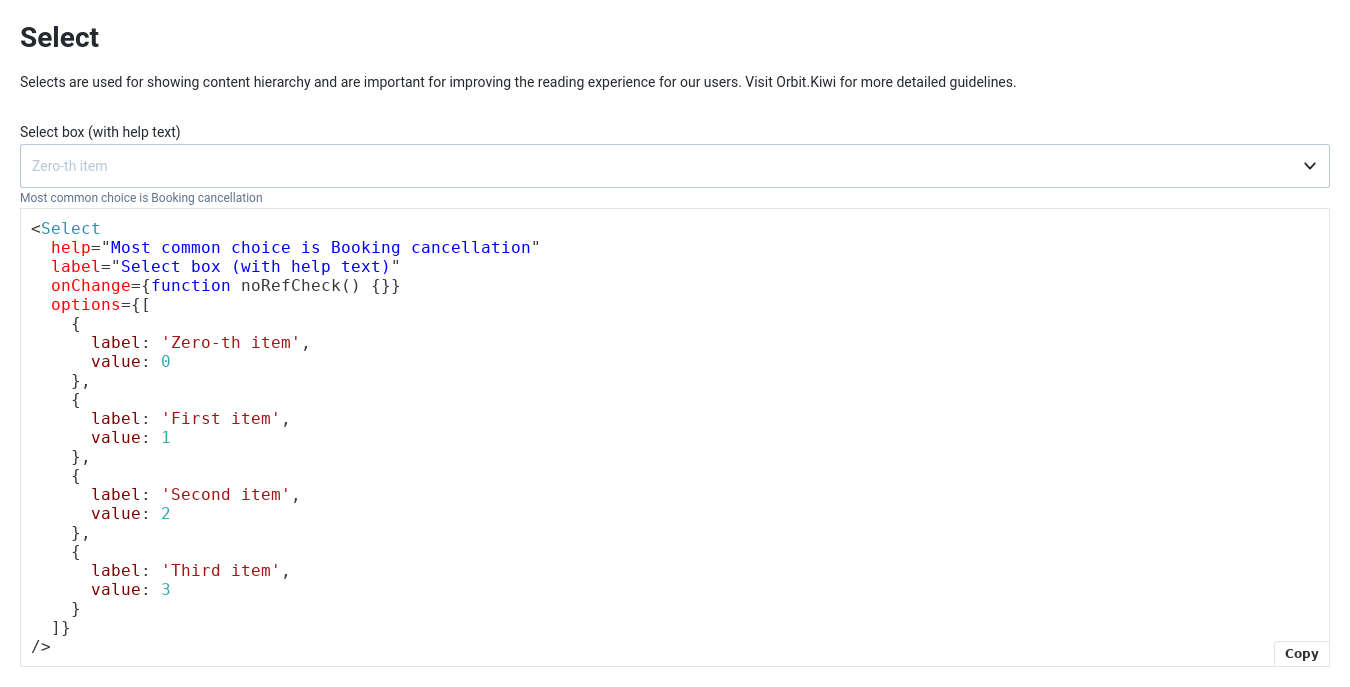 Select
Selects are used for showing content hierarchy and are important for improving the reading experience for our users. Visit Orbit.Kiwi for more detailed guidelines.
Select box (with help text)
Zero-th item
Most common choice is Booking cancellation
<Select
  help="Most common choice is Booking cancellation"
  label="Select box (with help text)"
  onChange={function noRefCheck() {}}
  options={[
    {
      label: 'Zero-th item',
      value: 0
    },
    {
      label: 'First item',
      value: 1
    },
    {
      label: 'Second item',
      value: 2
    },
    {
      label: 'Third item',
      value: 3
    }
  ]}
/>
Copy